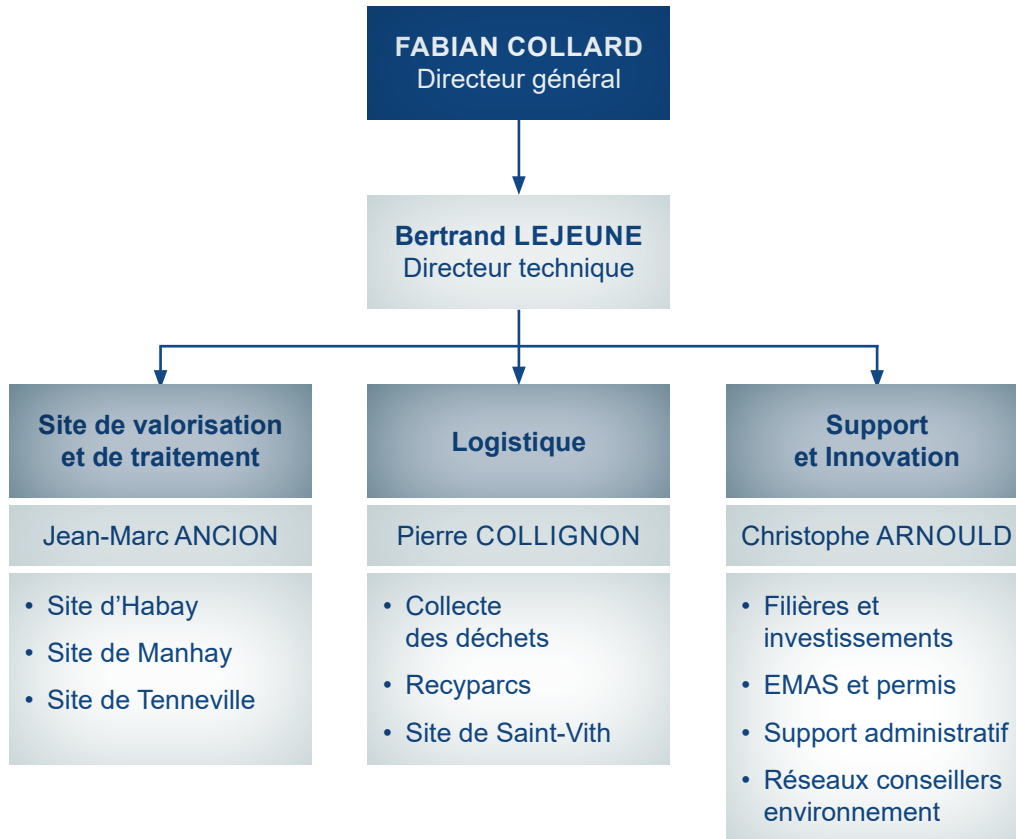 FABIAN COLLARD
Directeur général
Bertrand LEJEUNE
Directeur technique
Site de valorisation
et de traitement
Jean-Marc ANCION
• Site d’Habay
• Site de Manhay
• Site de Tenneville
Logistique
Pierre COLLIGNON
• Collecte
des déchets
• Recyparcs
• Site de Saint-Vith
Support
et Innovation
Christophe ARNOULD
• Filières et
investissements
• EMAS et permis
• Support administratif
• Réseaux conseillers
environnement